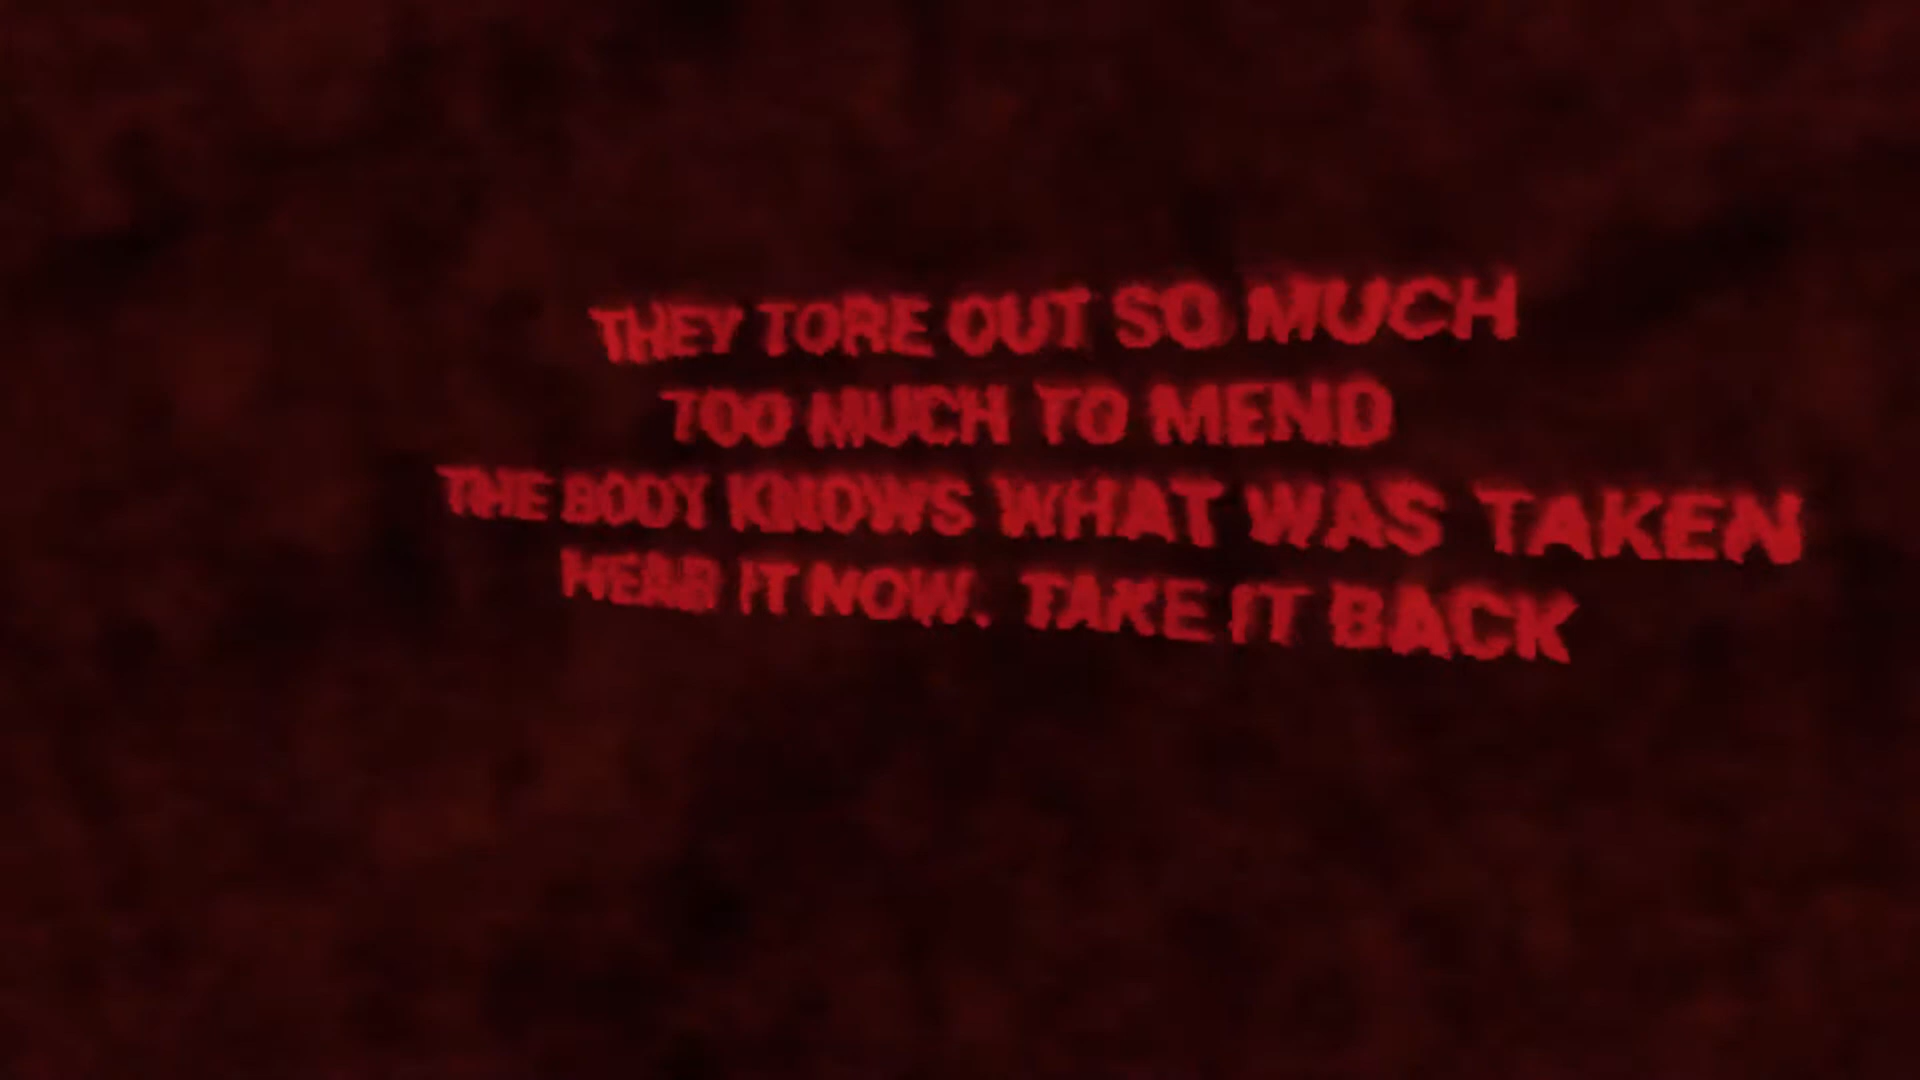 THEY TORE OUT SO MUCH
TOO MUCH TO MEND
THE BODY KNOWS WHAT WAS TAKEN
HEAR IT NOW. TAKE IT BACK